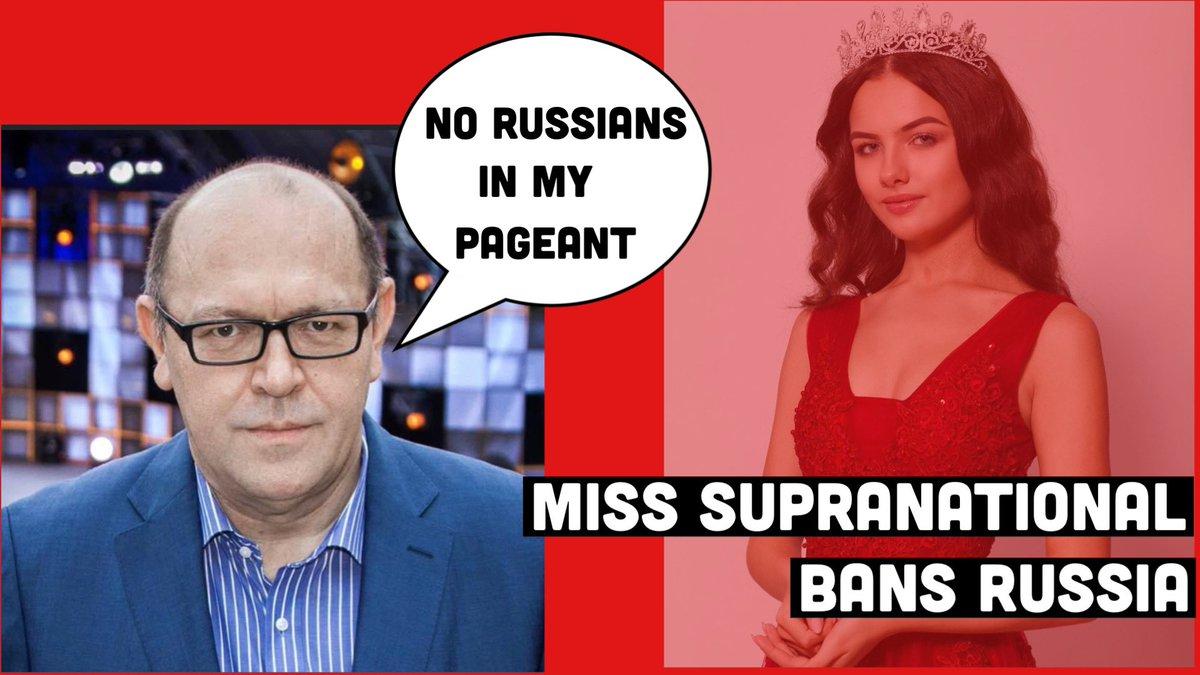 NO RUSSIANS
IN MY
PAGEANT
MISS SUPRANATIONAL
BANS RUSSIA